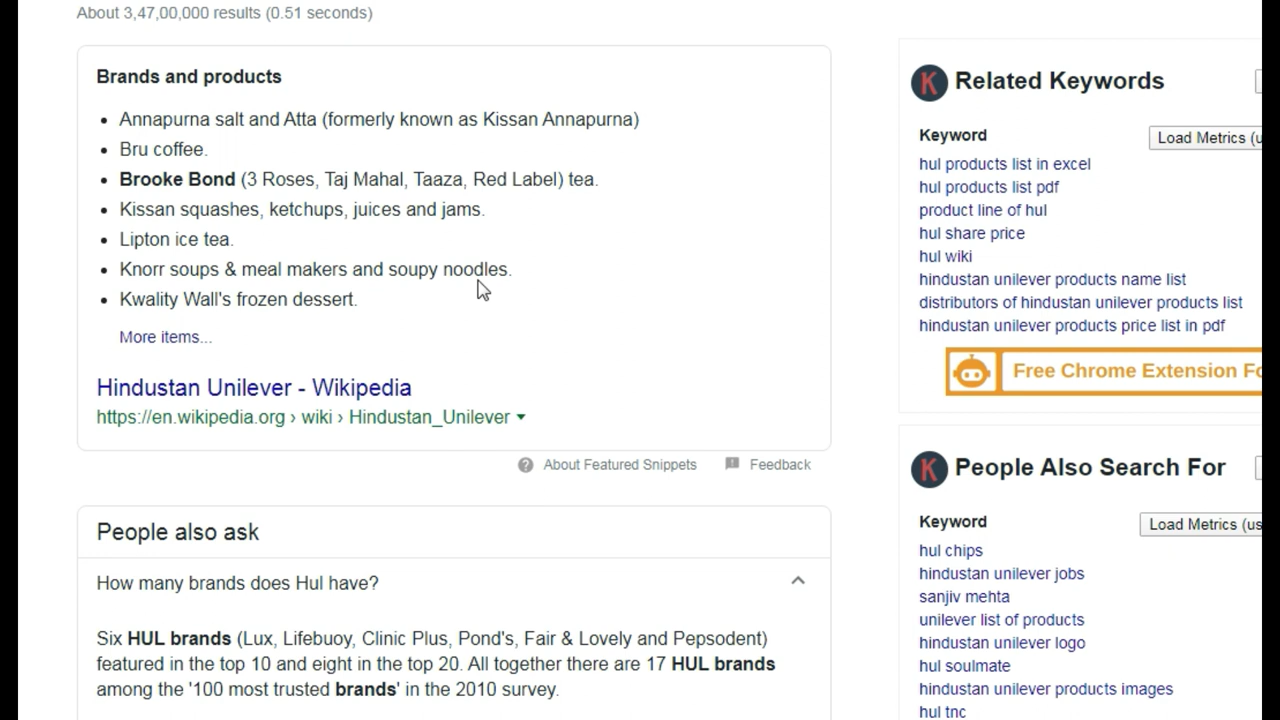 About 3,47,00,000 results (0.51 seconds)
Brands and products
Annapurna salt and Atta (formerly known as Kissan Annapurna)
Bru coffee.
Brooke Bond (3 Roses, Taj Mahal, Taaza, Red Label) tea.
Kissan squashes, ketchups, juices and jams.
Lipton ice tea.
Knorr soups & meal makers and soupy noodles.
Kwality Wall's frozen dessert.
More items...
Hindustan Unilever - Wikipedia
https://en.wikipedia.org › wiki › Hindustan_Unilever
About Featured Snippets
Feedback
People also ask
How many brands does Hul have?
Six HUL brands (Lux, Lifebuoy, Clinic Plus, Pond's, Fair & Lovely and Pepsodent)
featured in the top 10 and eight in the top 20. All together there are 17 HUL brands
among the '100 most trusted brands' in the 2010 survey.
K Related Keywords
Keyword
Load Metrics (u
hul products list in excel
hul products list pdf
product line of hul
hul share price
hul wiki
hindustan unilever products name list
distributors of hindustan unilever products list
hindustan unilever products price list in pdf
Free Chrome Extension Fo
K People Also Search For
Keyword
Load Metrics (us
hul chips
hindustan unilever jobs
sanjiv mehta
unilever list of products
hindustan unilever logo
hul soulmate
hindustan unilever products images
hul tnc